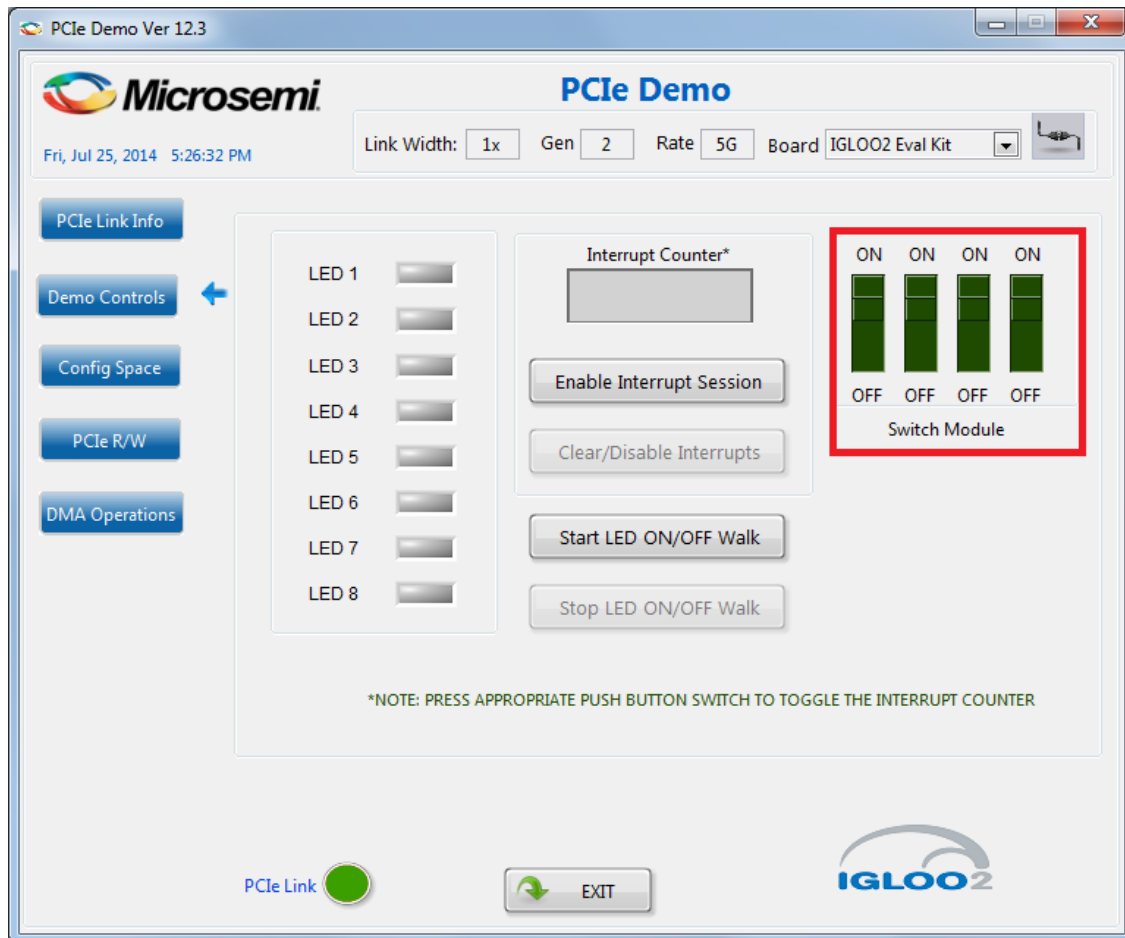 PCIe Demo Ver 12.3
Microsemi.
PCIe Demo
Fri, Jul 25, 2014 5:26:32 PM
Link Width: 1x Gen 2 Rate 5G Board IGLOO2 Eval Kit
PCIe Link Info
Demo Controls
Config Space
PCIe R/W
DMA Operations
LED 1
LED 2
LED 3
LED 4
LED 5
LED 6
LED 7
LED 8
Interrupt Counter*
Enable Interrupt Session
Clear/Disable Interrupts
Start LED ON/OFF Walk
Stop LED ON/OFF Walk
ON ON ON ON
OFF OFF OFF OFF
Switch Module
*NOTE: PRESS APPROPRIATE PUSH BUTTON SWITCH TO TOGGLE THE INTERRUPT COUNTER
PCIe Link
EXIT
IGLOO2